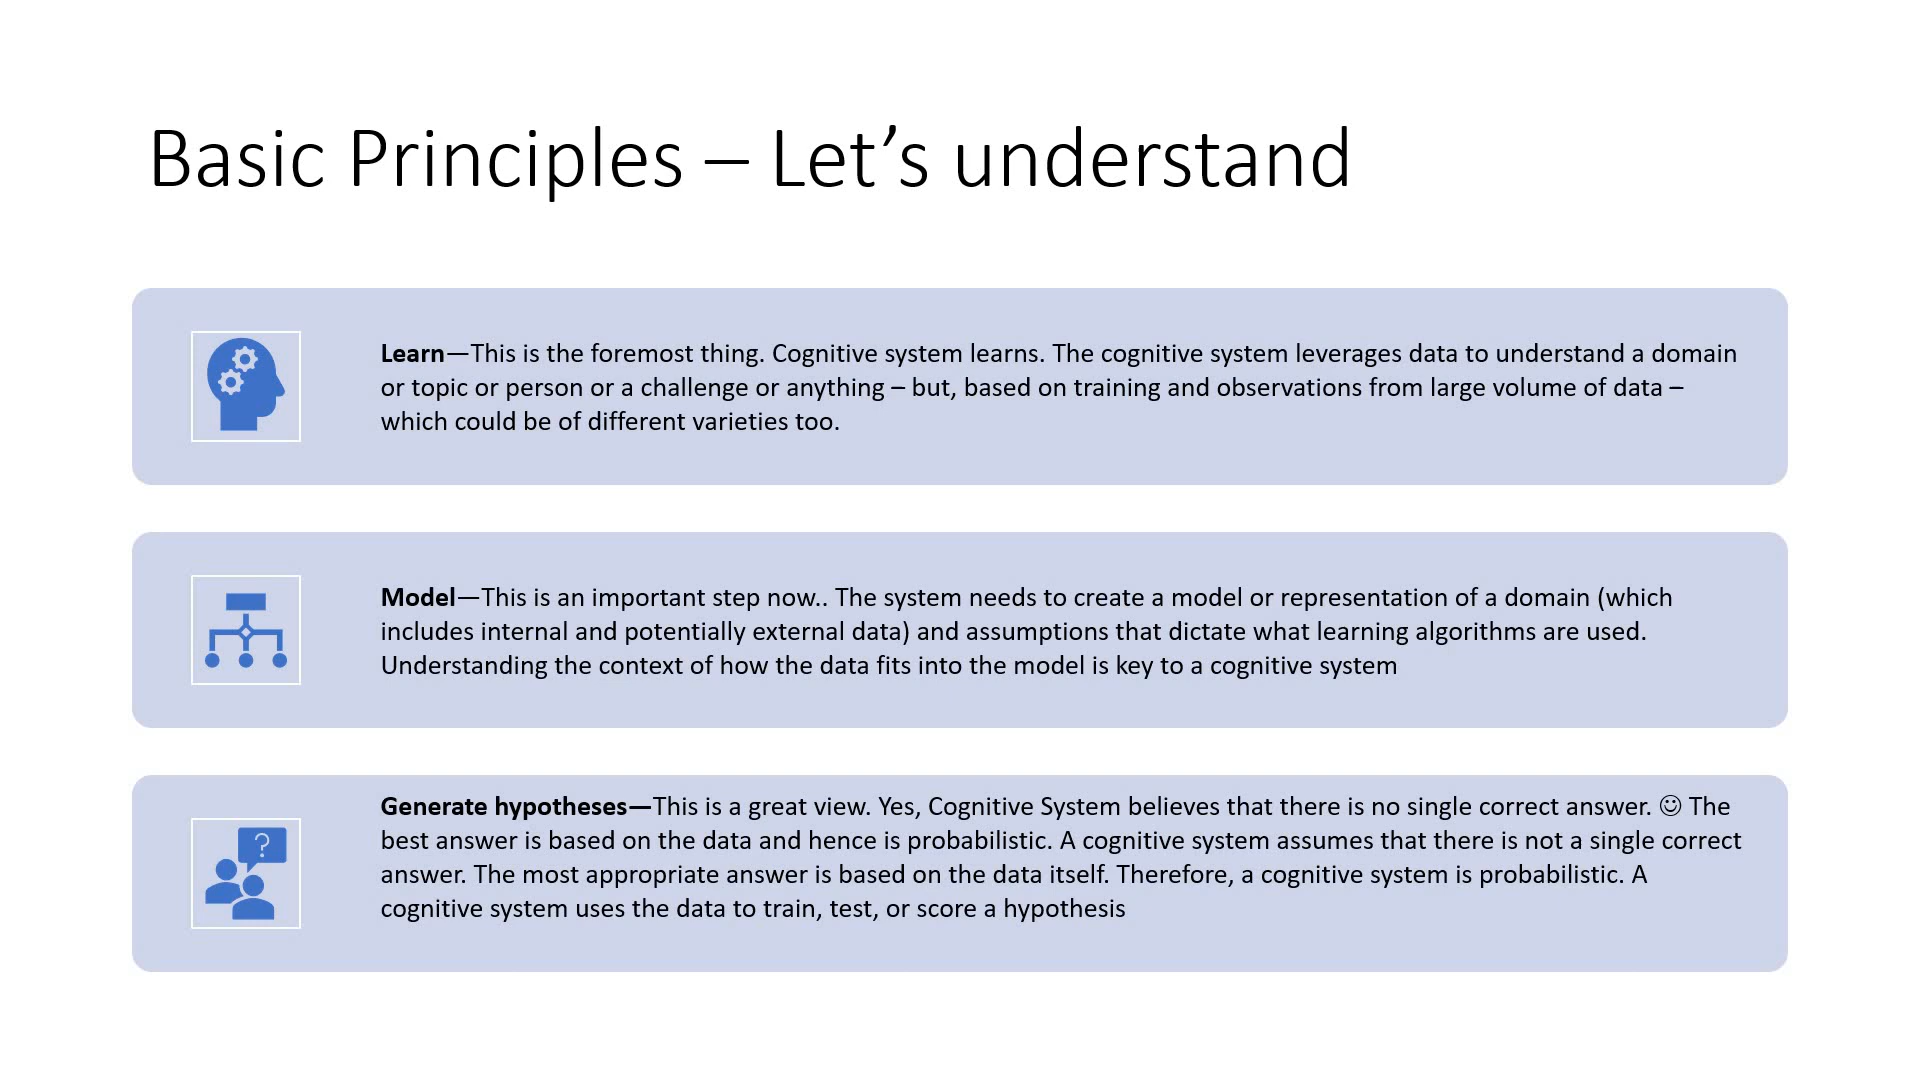 Basic Principles – Let’s understand
Learn—This is the foremost thing. Cognitive system learns. The cognitive system leverages data to understand a domain
or topic or person or a challenge or anything – but, based on training and observations from large volume of data –
which could be of different varieties too.
Model—This is an important step now.. The system needs to create a model or representation of a domain (which
includes internal and potentially external data) and assumptions that dictate what learning algorithms are used.
Understanding the context of how the data fits into the model is key to a cognitive system
?
Generate hypotheses—This is a great view. Yes, Cognitive System believes that there is no single correct answer. ☺ The
best answer is based on the data and hence is probabilistic. A cognitive system assumes that there is not a single correct
answer. The most appropriate answer is based on the data itself. Therefore, a cognitive system is probabilistic. A
cognitive system uses the data to train, test, or score a hypothesis